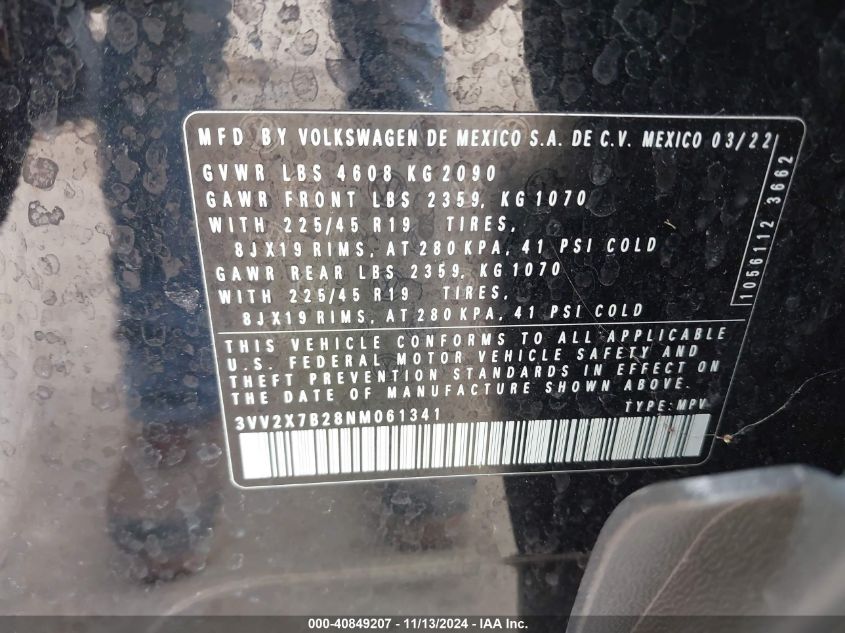 MFD BY VOLKSWAGEN DE MEXICO S.A. DE C.V. MEXICO 03/22
GVWR LBS 4608 KG 2090
GAWR FRONT LBS 2359, KG 1070
WITH 225/45 R19 TIRES,
8JX19 RIMS, AT 280 KPA, 41 PSI COLD
GAWR REAR LBS 2359, KG 1070
WITH 225/45 R19 TIRES,
8JX19 RIMS, AT 280 KPA, 41 PSI COLD
1056112 3662
THIS VEHICLE CONFORMS TO ALL APPLICABLE
U.S. FEDERAL MOTOR VEHICLE SAFETY AND
THEFT PREVENTION STANDARDS IN EFFECT ON
THE DATE OF MANUFACTURE SHOWN ABOVE.
3VV2X7B28NM061341 TYPE: MPV
000-40849207 - 11/13/2024 - IAA Inc.